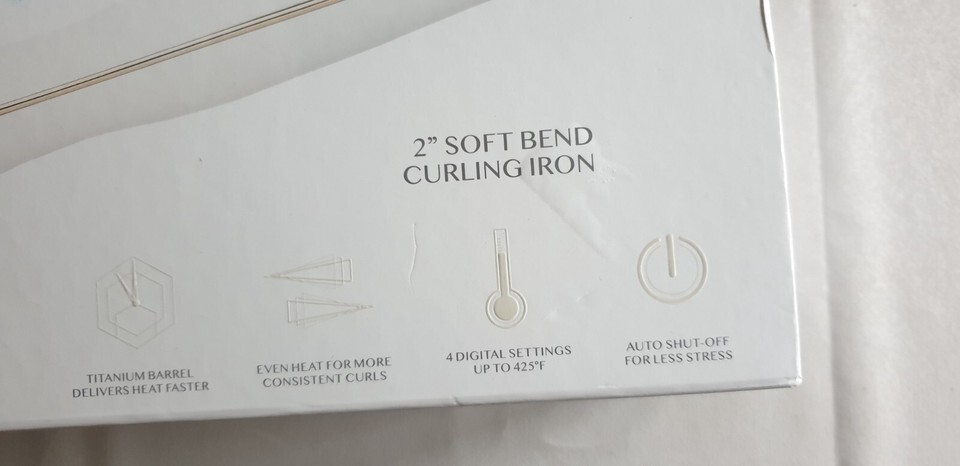 2” SOFT BEND
CURLING IRON
TITANIUM BARREL
DELIVERS HEAT FASTER
EVEN HEAT FOR MORE
CONSISTENT CURLS
4 DIGITAL SETTINGS
UP TO 425°F
AUTO SHUT-OFF
FOR LESS STRESS